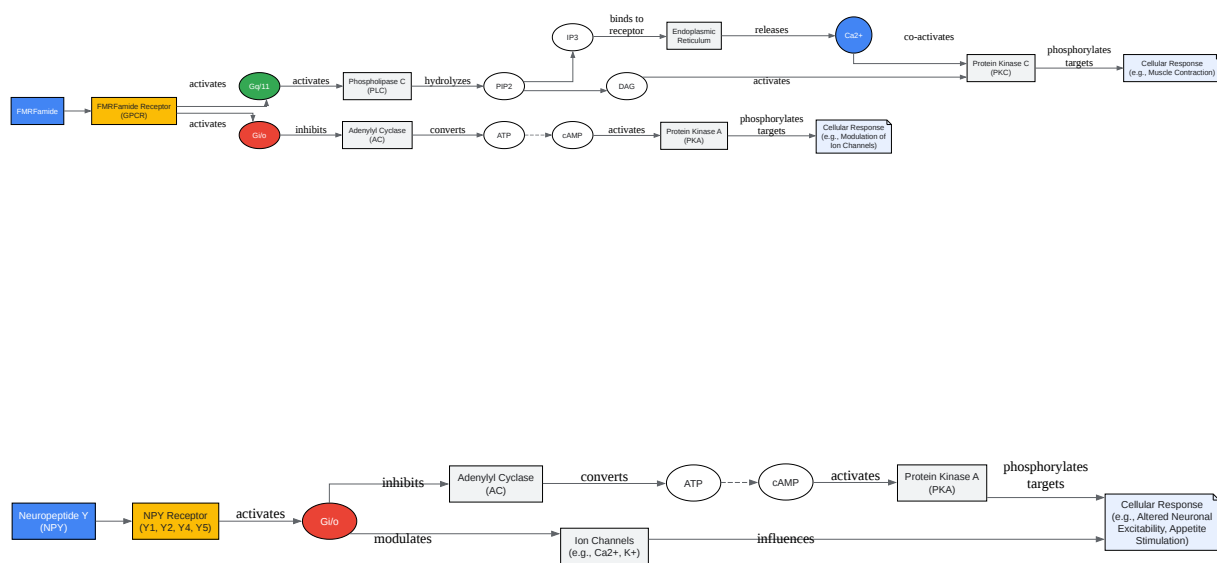 FMRFamide
FMRFamide Receptor
(GPCR)
activates
activates
Gq/11
activates
Phospholipase C
(PLC)
hydrolyzes
PIP2
IP3
binds to
receptor
Endoplasmic
Reticulum
releases
Ca2+
co-activates
DAG
activates
Protein Kinase C
(PKC)
phosphorylates
targets
Cellular Response
(e.g., Muscle Contraction)
Gi/o
inhibits
Adenylyl Cyclase
(AC)
converts
ATP
cAMP
activates
Protein Kinase A
(PKA)
phosphorylates
targets
Cellular Response
(e.g., Modulation of
Ion Channels)
Neuropeptide Y
(NPY)
NPY Receptor
(Y1, Y2, Y4, Y5)
activates
Gi/o
inhibits
Adenylyl Cyclase
(AC)
converts
ATP
cAMP
activates
Protein Kinase A
(PKA)
phosphorylates
targets
modulates
Ion Channels
(e.g., Ca2+, K+)
influences
Cellular Response
(e.g., Altered Neuronal
Excitability, Appetite
Stimulation)